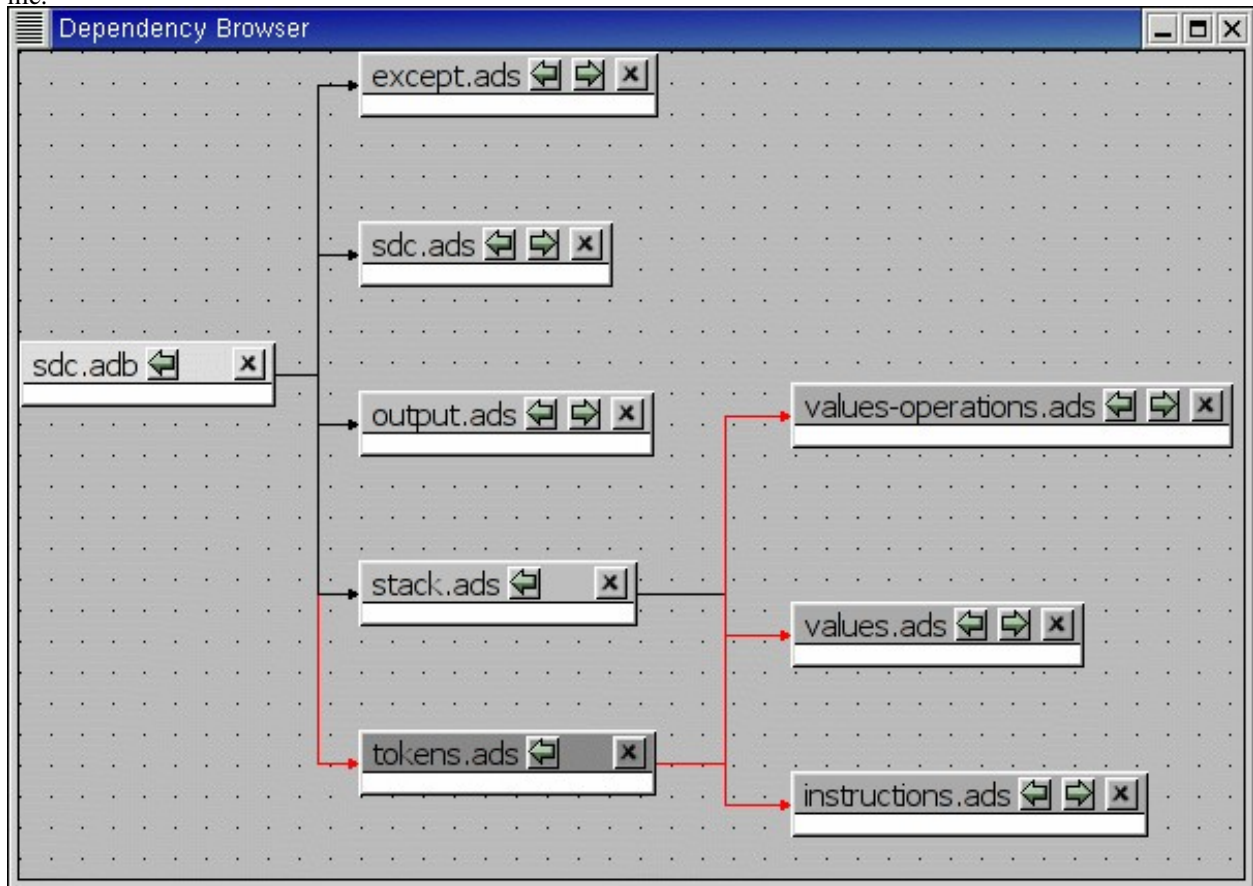 Dependency Browser
except.ads
sdc.ads
sdc.adb
output.ads
values-operations.ads
stack.ads
values.ads
tokens.ads
instructions.ads